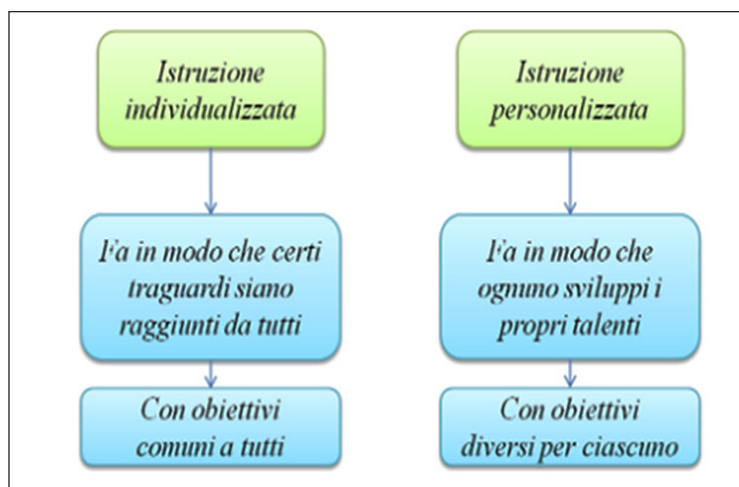 Istruzione
individualizzata
Fa in modo che certi
traguardi siano
raggiunti da tutti
Con obiettivi
comuni a tutti
Istruzione
personalizzata
Fa in modo che
ognuno sviluppi i
propri talenti
Con obiettivi
diversi per ciascuno